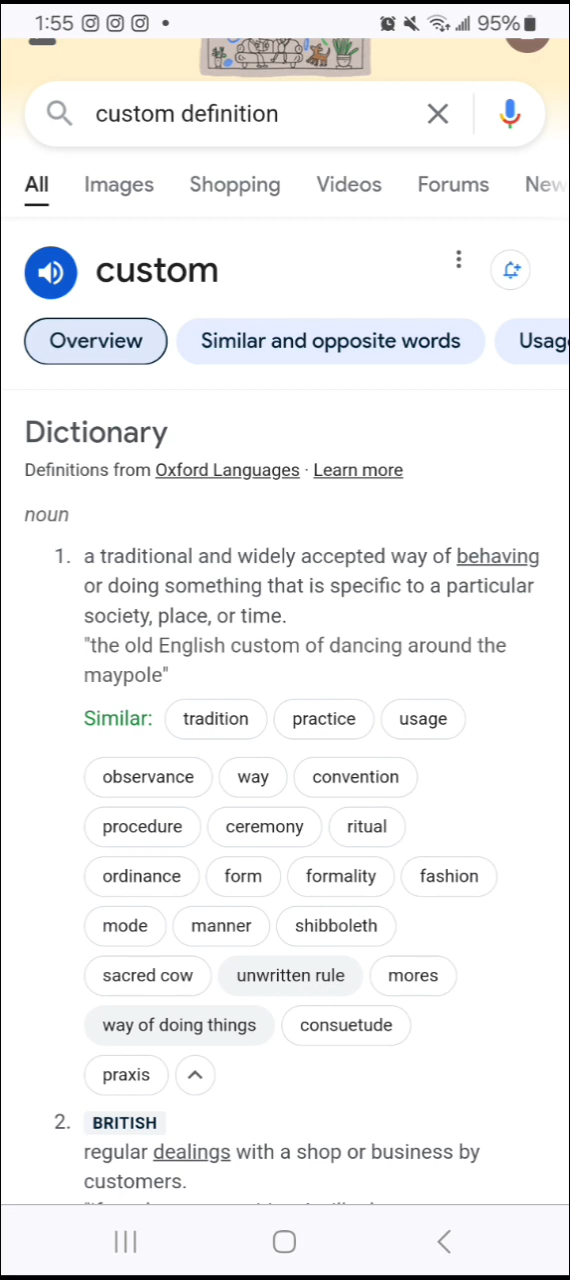 1:55 95%
custom definition
All Images Shopping Videos Forums New
custom
Overview Similar and opposite words Usag
Dictionary
Definitions from Oxford Languages · Learn more
noun
1. a traditional and widely accepted way of behaving
or doing something that is specific to a particular
society, place, or time.
"the old English custom of dancing around the
maypole"
Similar: tradition practice usage
observance way convention
procedure ceremony ritual
ordinance form formality fashion
mode manner shibboleth
sacred cow unwritten rule mores
way of doing things consuetude
praxis
2. BRITISH
regular dealings with a shop or business by
customers.